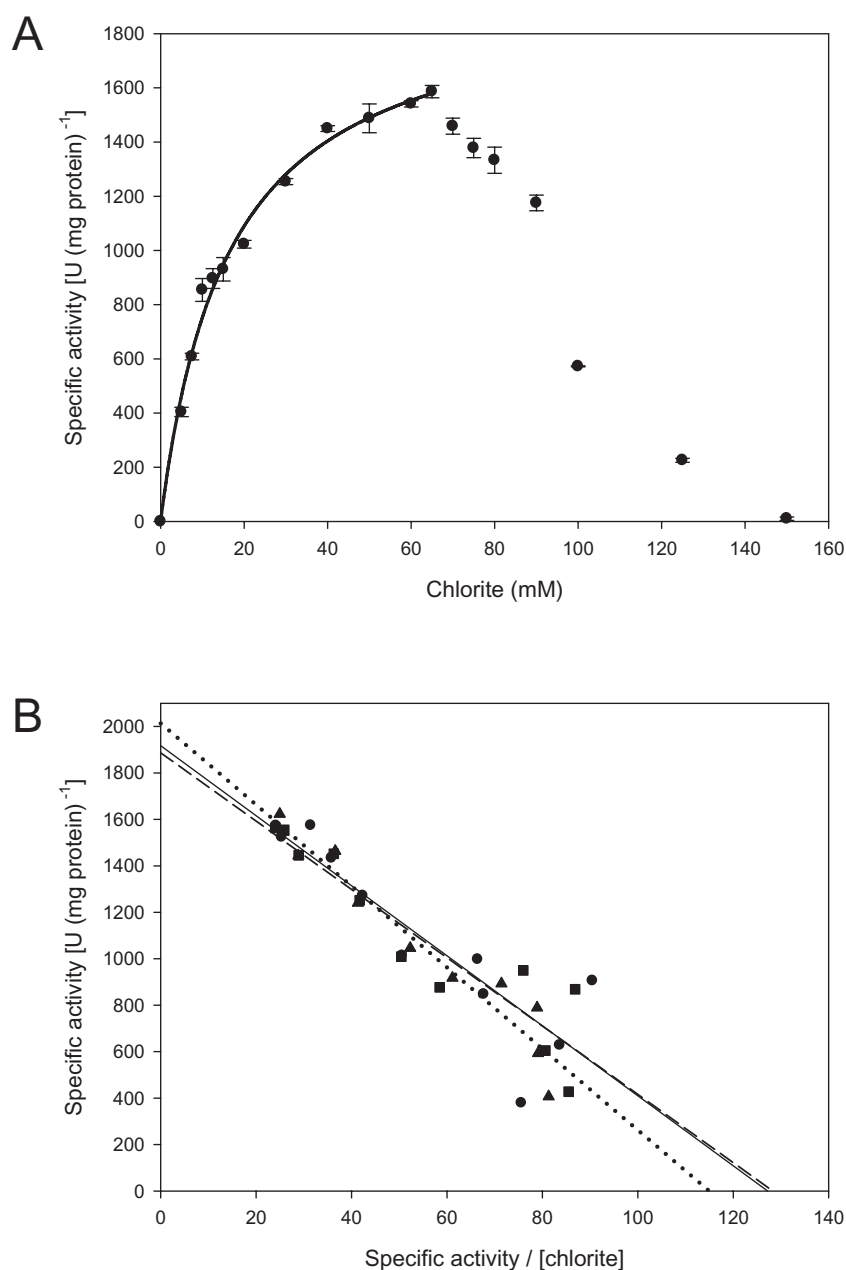 A
1800
1600
1400
1200
1000
800
600
400
200
0
Specific activity [U (mg protein) -1]
0 20 40 60 80 100 120 140 160
Chlorite (mM)
B
2000
1800
1600
1400
1200
1000
800
600
400
200
0
Specific activity [U (mg protein) -1]
0 20 40 60 80 100 120 140
Specific activity / [chlorite]